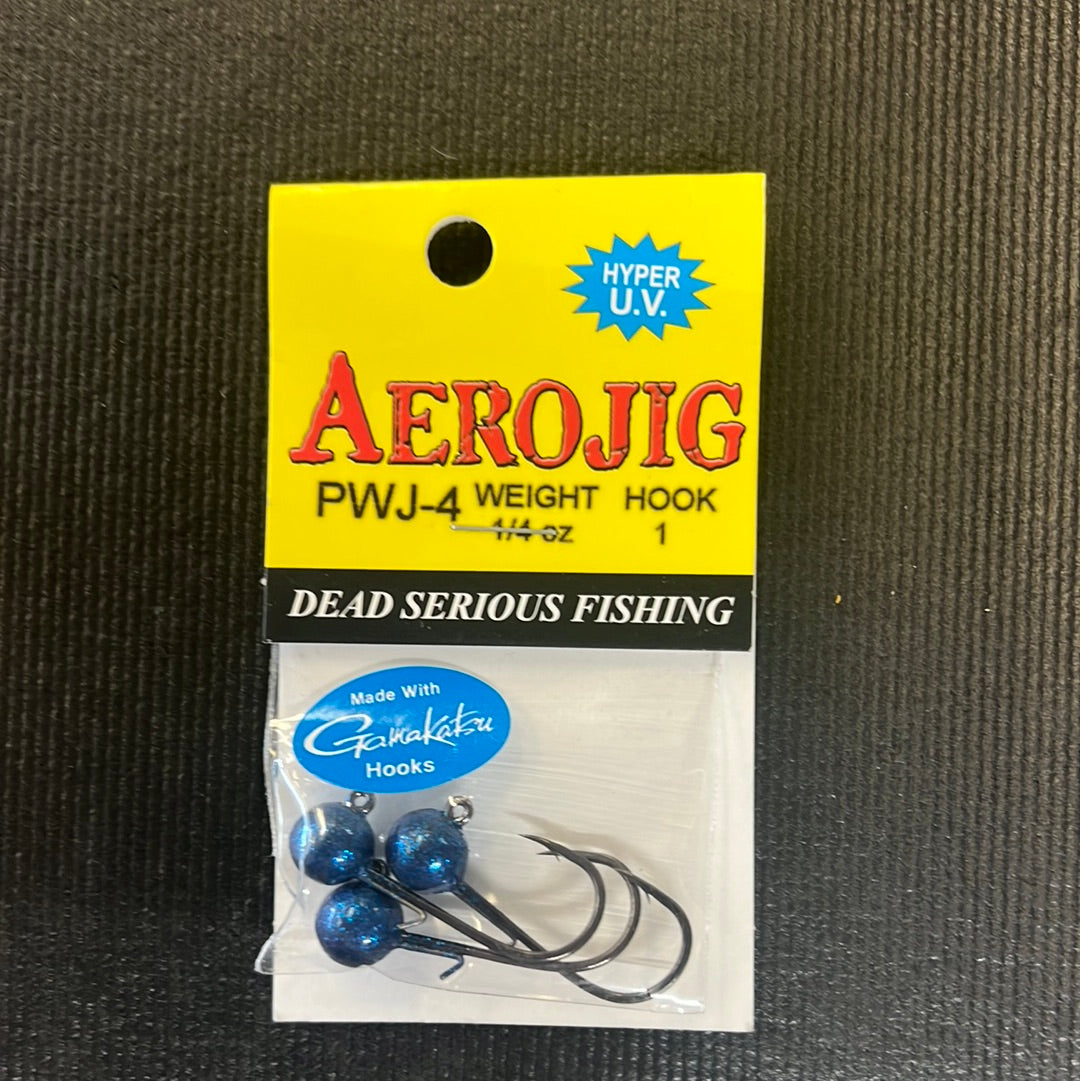 HYPER
U.V.
AEROJIG
PWJ-4 WEIGHT HOOK
1/4 oz 1
DEAD SERIOUS FISHING
Made With
Gamakatsu
Hooks